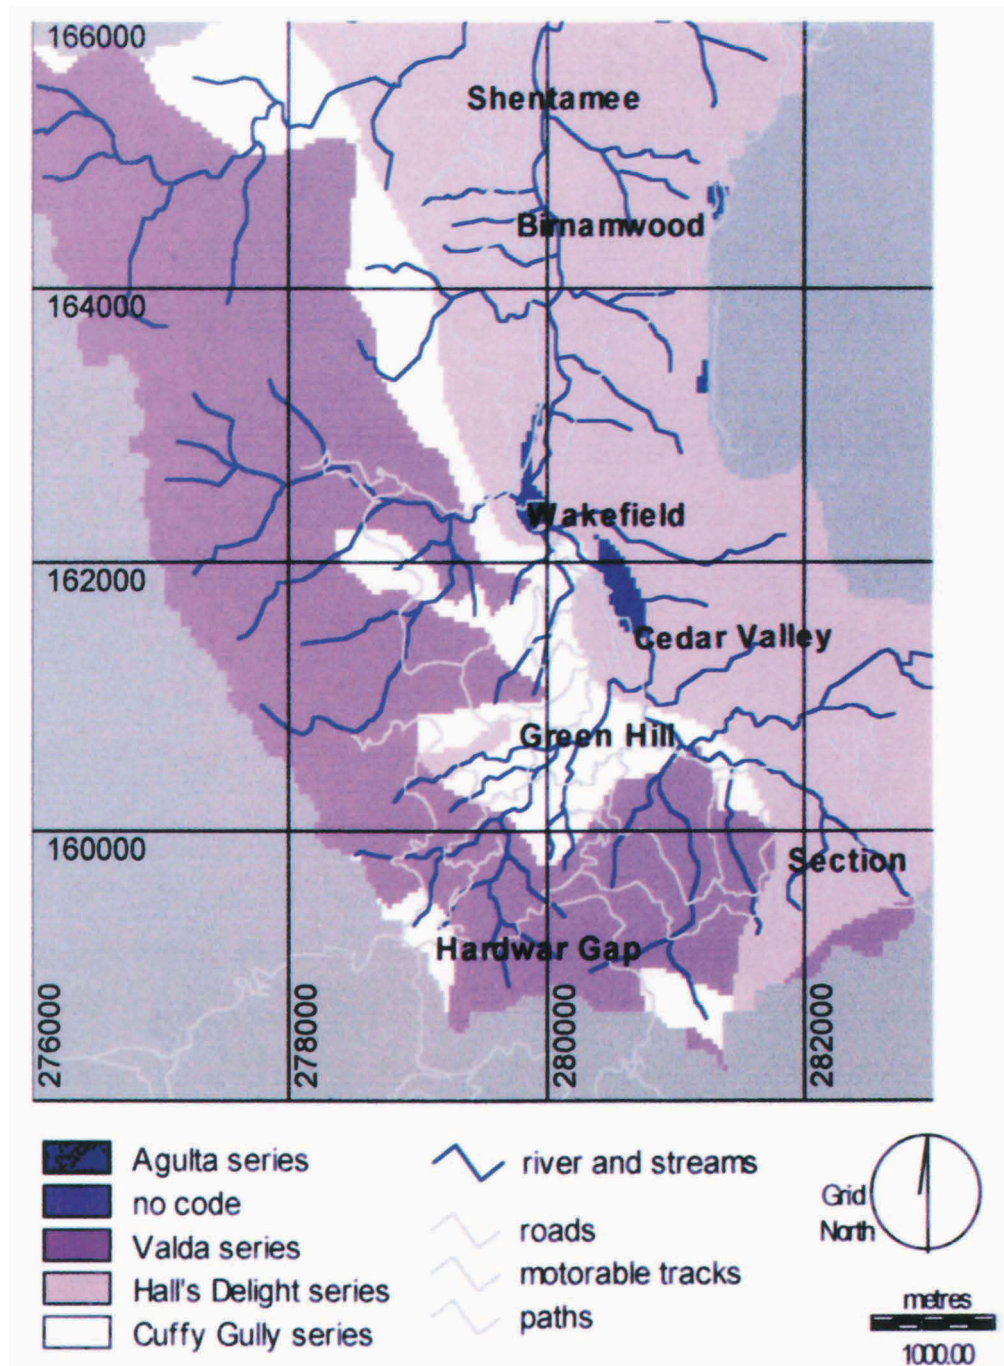 166000
Shentamee
Birnamwood
164000
Wakefield
162000
Cedar Valley
Green Hill
160000
Section
Hardwar Gap
276000
278000
280000
282000
Agulta series
no code
Valda series
Hall's Delight series
Cuffy Gully series
river and streams
roads
motorable tracks
paths
Grid
North
metres
1000.00